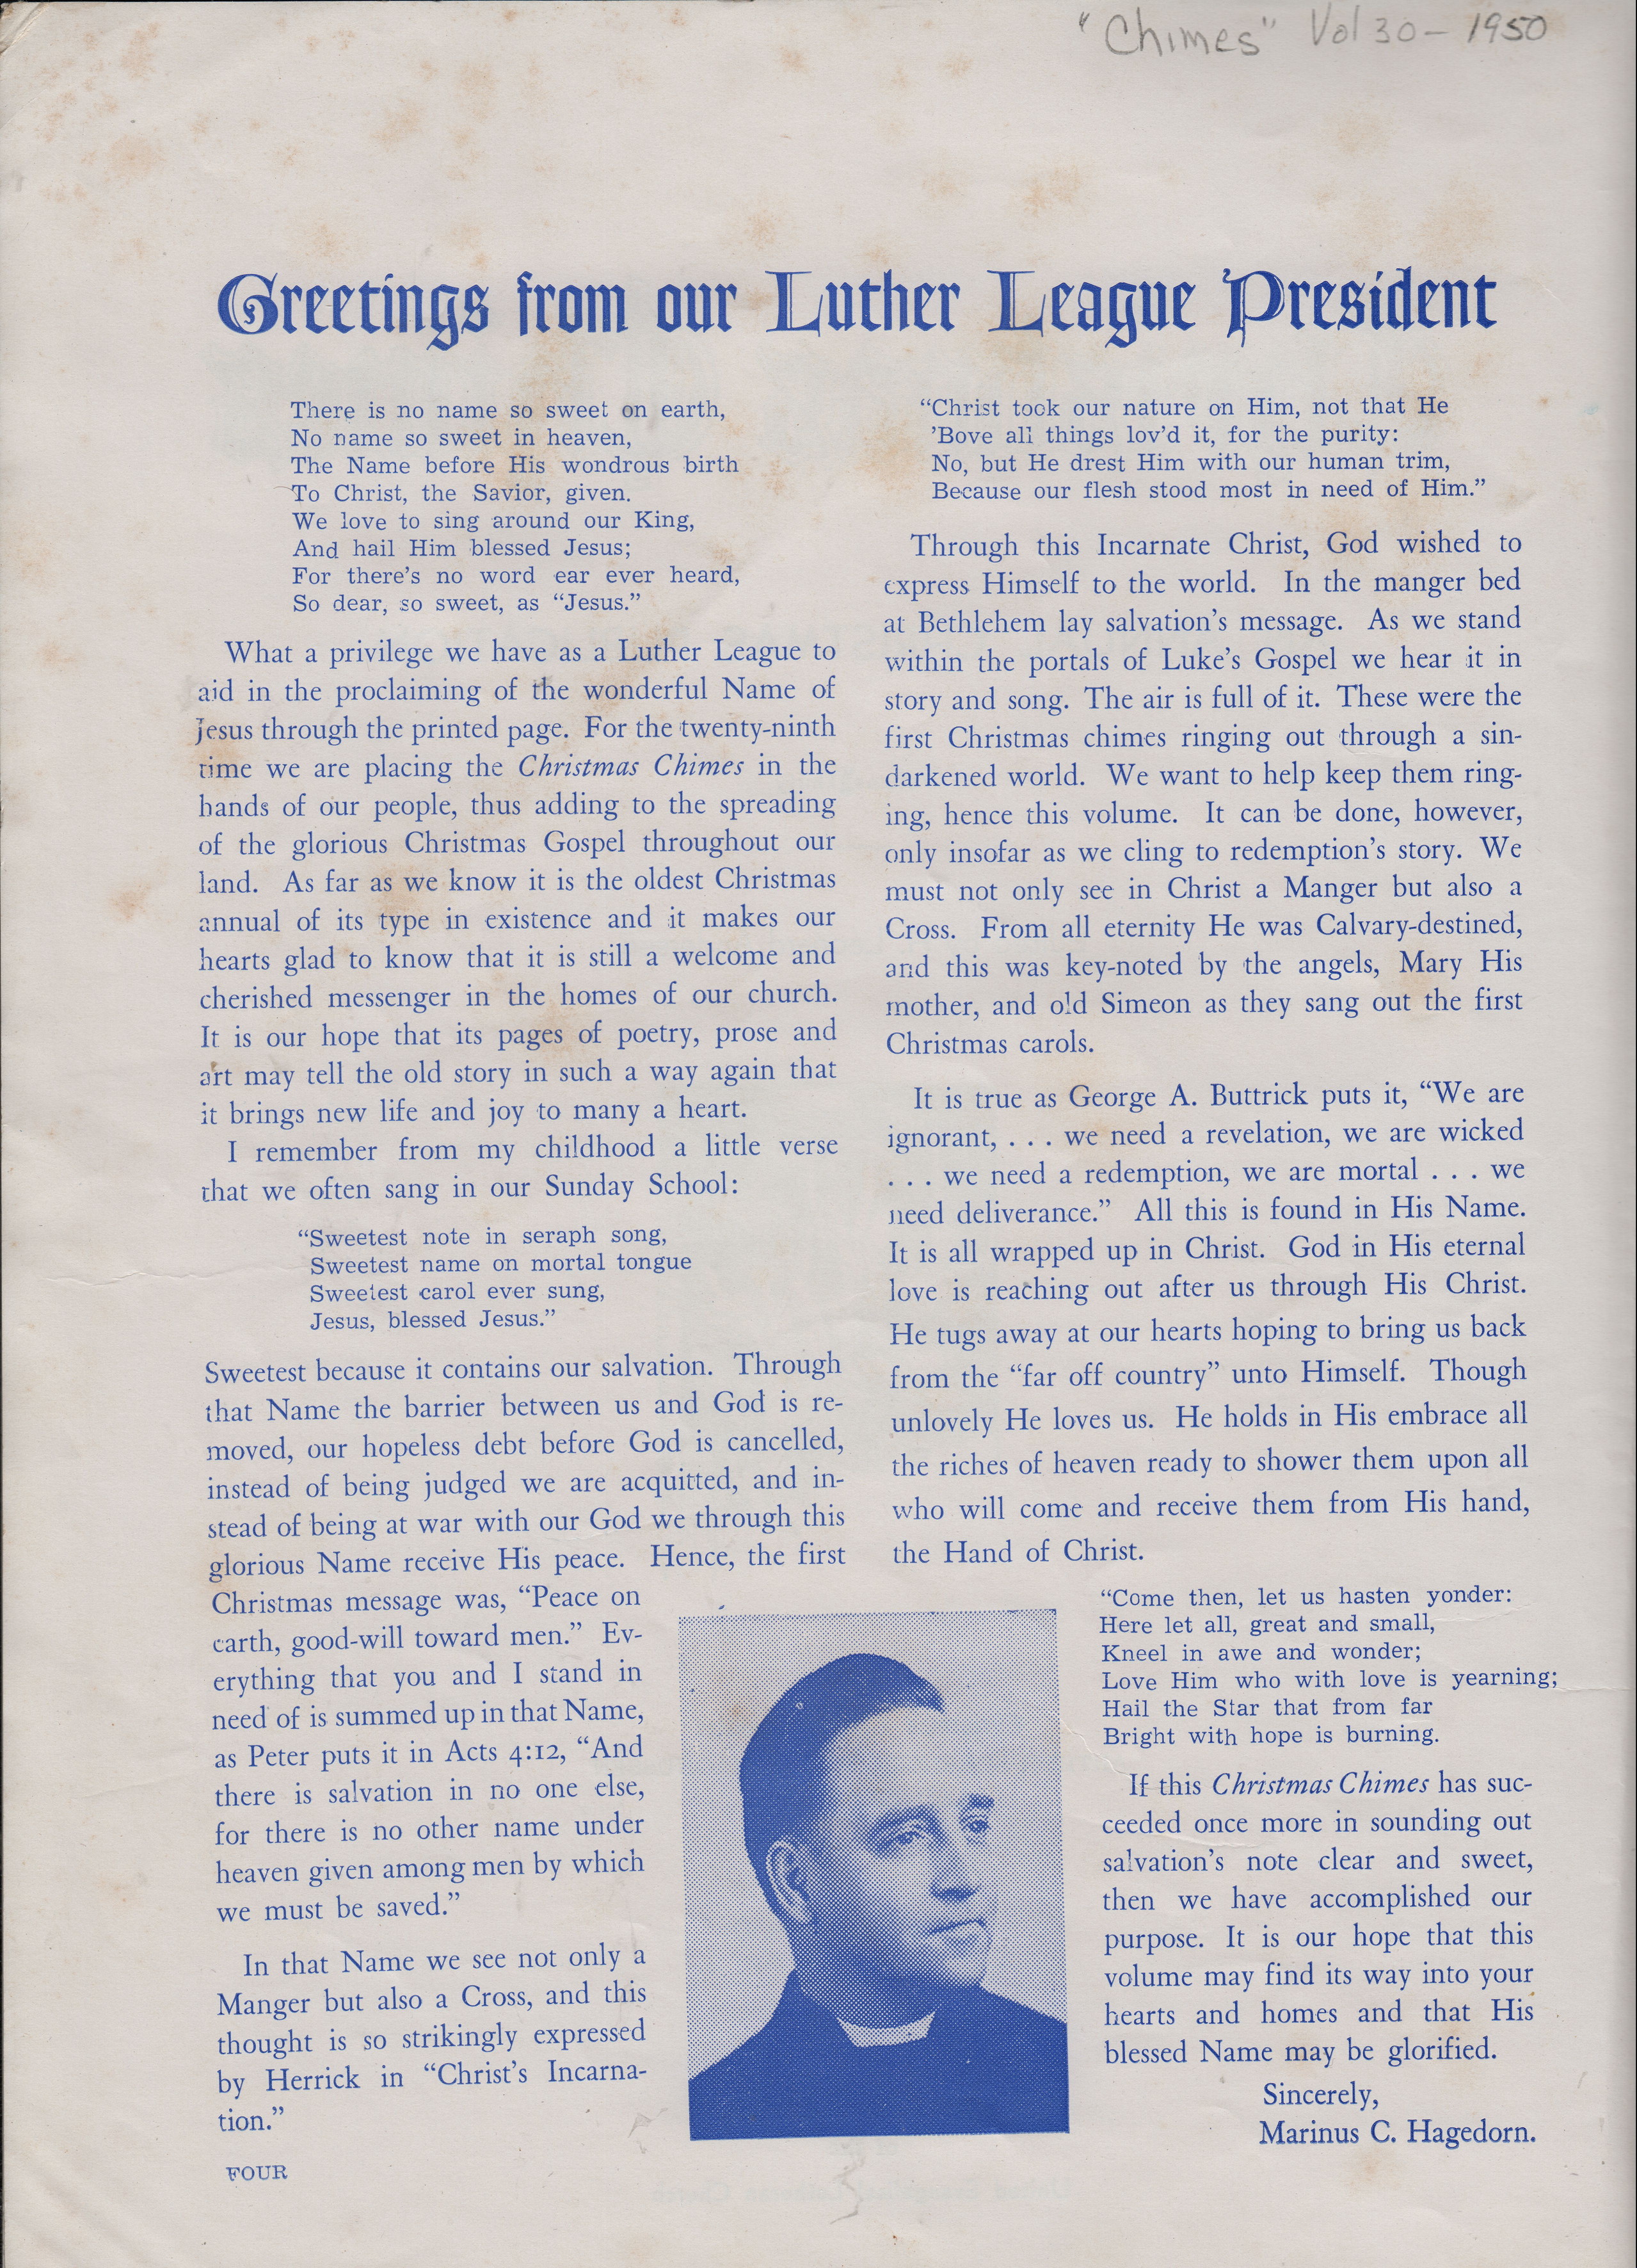 "Chimes" Vol 30 – 1950
Greetings from our Luther League President
There is no name so sweet on earth,
No name so sweet in heaven,
The Name before His wondrous birth
To Christ, the Savior, given.
We love to sing around our King,
And hail Him blessed Jesus;
For there's no word ear ever heard,
So dear, so sweet, as "Jesus."
What a privilege we have as a Luther League to
aid in the proclaiming of the wonderful Name of
Jesus through the printed page. For the twenty-ninth
time we are placing the Christmas Chimes in the
hands of our people, thus adding to the spreading
of the glorious Christmas Gospel throughout our
land. As far as we know it is the oldest Christmas
annual of its type in existence and it makes our
hearts glad to know that it is still a welcome and
cherished messenger in the homes of our church.
It is our hope that its pages of poetry, prose and
art may tell the old story in such a way again that
it brings new life and joy to many a heart.
I remember from my childhood a little verse
that we often sang in our Sunday School:
"Sweetest note in seraph song,
Sweetest name on mortal tongue
Sweetest carol ever sung,
Jesus, blessed Jesus."
Sweetest because it contains our salvation. Through
that Name the barrier between us and God is re-
moved, our hopeless debt before God is cancelled,
instead of being judged we are acquitted, and in-
stead of being at war with our God we through this
glorious Name receive His peace. Hence, the first
Christmas message was, "Peace on
earth, good-will toward men." Ev-
erything that you and I stand in
need of is summed up in that Name,
as Peter puts it in Acts 4:12, "And
there is salvation in no one else,
for there is no other name under
heaven given among men by which
we must be saved."
In that Name we see not only a
Manger but also a Cross, and this
thought is so strikingly expressed
by Herrick in "Christ's Incarna-
tion."
FOUR
"Christ took our nature on Him, not that He
'Bove all things lov'd it, for the purity:
No, but He drest Him with our human trim,
Because our flesh stood most in need of Him."
Through this Incarnate Christ, God wished to
express Himself to the world. In the manger bed
at Bethlehem lay salvation's message. As we stand
within the portals of Luke's Gospel we hear it in
story and song. The air is full of it. These were the
first Christmas chimes ringing out through a sin-
darkened world. We want to help keep them ring-
ing, hence this volume. It can be done, however,
only insofar as we cling to redemption's story. We
must not only see in Christ a Manger but also a
Cross. From all eternity He was Calvary-destined,
and this was key-noted by the angels, Mary His
mother, and old Simeon as they sang out the first
Christmas carols.
It is true as George A. Buttrick puts it, "We are
ignorant, . . . we need a revelation, we are wicked
. . . we need a redemption, we are mortal . . . we
need deliverance." All this is found in His Name.
It is all wrapped up in Christ. God in His eternal
love is reaching out after us through His Christ.
He tugs away at our hearts hoping to bring us back
from the "far off country" unto Himself. Though
unlovely He loves us. He holds in His embrace all
the riches of heaven ready to shower them upon all
who will come and receive them from His hand,
the Hand of Christ.
"Come then, let us hasten yonder:
Here let all, great and small,
Kneel in awe and wonder;
Love Him who with love is yearning;
Hail the Star that from far
Bright with hope is burning.
If this Christmas Chimes has suc-
ceeded once more in sounding out
salvation's note clear and sweet,
then we have accomplished our
purpose. It is our hope that this
volume may find its way into your
hearts and homes and that His
blessed Name may be glorified.
Sincerely,
Marinus C. Hagedorn.